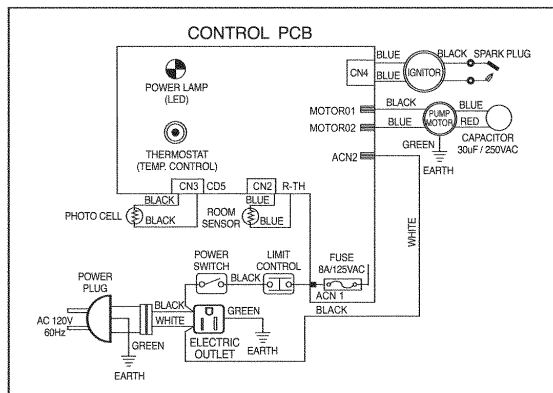 CONTROL PCB
POWER LAMP
(LED)
THERMOSTAT
(TEMP. CONTROL)
CN4
BLUE
BLUE
IGNITOR
BLACK
SPARK PLUG
MOTOR01
MOTOR02
BLACK
BLUE
PUMP
MOTOR
BLUE
RED
CAPACITOR
30uF / 250VAC
GREEN
EARTH
ACN2
WHITE
CN3
CD5
CN2
R-TH
BLACK
BLACK
PHOTO CELL
BLUE
BLUE
ROOM
SENSOR
POWER
SWITCH
BLACK
LIMIT
CONTROL
FUSE
8A/125VAC
ACN 1
BLACK
POWER
PLUG
AC 120V
60Hz
BLACK
WHITE
GREEN
EARTH
GREEN
EARTH
ELECTRIC
OUTLET